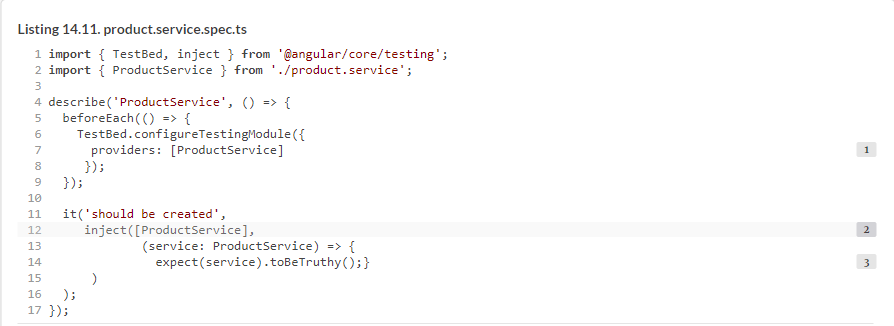 Listing 14.11. product.service.spec.ts
1 import { TestBed, inject } from '@angular/core/testing';
2 import { ProductService } from './product.service';
3
4 describe('ProductService', () => {
5   beforeEach(() => {
6     TestBed.configureTestingModule({
7       providers: [ProductService] 1
8      });
9   });
10
11   it('should be created',
12      inject([ProductService], 2
13              (service: ProductService) => {
14                expect(service).toBeTruthy();} 3
15       )
16   );
17 });